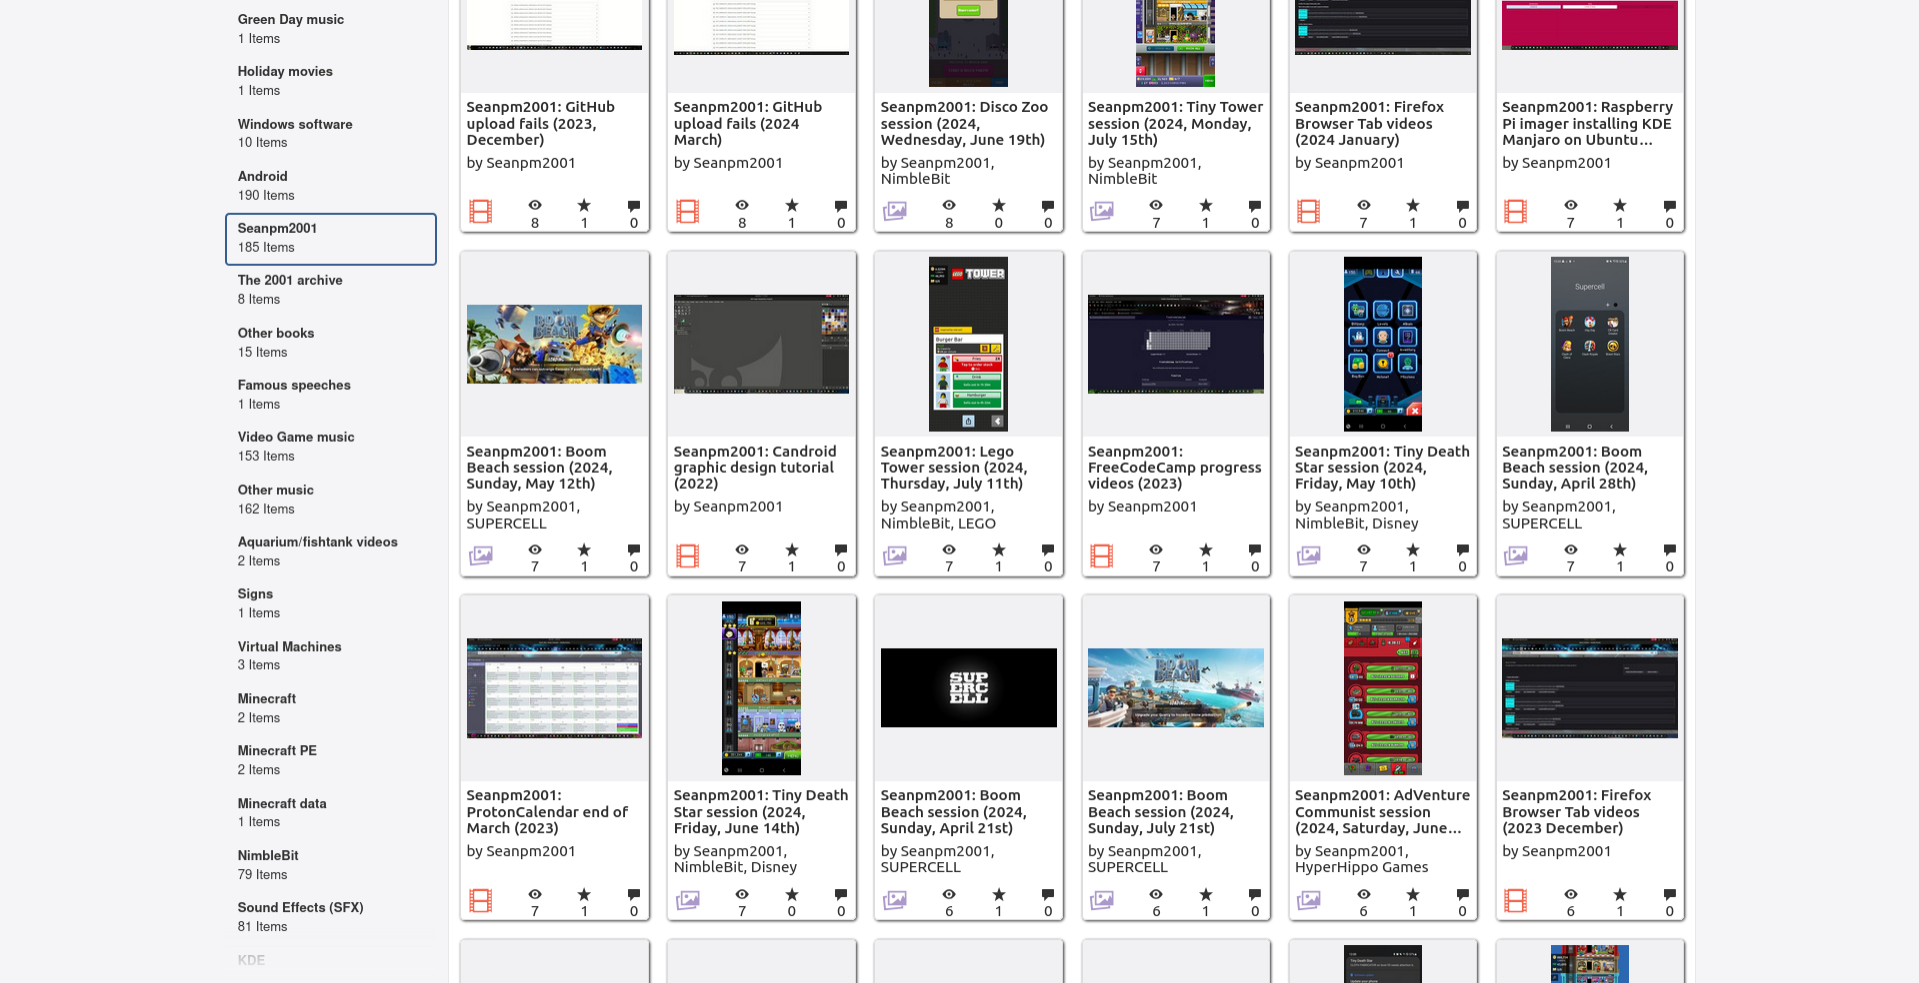 Green Day music
1 Items
Holiday movies
1 Items
Windows software
10 Items
Android
190 Items
Seanpm2001
185 Items
The 2001 archive
8 Items
Other books
15 Items
Famous speeches
1 Items
Video Game music
153 Items
Other music
162 Items
Aquarium/fishtank videos
2 Items
Signs
1 Items
Virtual Machines
3 Items
Minecraft
2 Items
Minecraft PE
2 Items
Minecraft data
1 Items
NimbleBit
79 Items
Sound Effects (SFX)
81 Items
KDE
Seanpm2001: GitHub
upload fails (2023,
December)
by Seanpm2001
8 1 0
Seanpm2001: GitHub
upload fails (2024
March)
by Seanpm2001
8 1 0
Seanpm2001: Disco Zoo
session (2024,
Wednesday, June 19th)
by Seanpm2001,
NimbleBit
8 0 0
Seanpm2001: Tiny Tower
session (2024, Monday,
July 15th)
by Seanpm2001,
NimbleBit
7 1 0
Seanpm2001: Firefox
Browser Tab videos
(2024 January)
by Seanpm2001
7 1 0
Seanpm2001: Raspberry
Pi imager installing KDE
Manjaro on Ubuntu...
by Seanpm2001
7 1 0
BOOM
BEACH
Seanpm2001: Boom
Beach session (2024,
Sunday, May 12th)
by Seanpm2001,
SUPERCELL
7 1 0
Seanpm2001: Candroid
graphic design tutorial
(2022)
by Seanpm2001
7 1 0
LEGO TOWER
Burger Bar
Seanpm2001: Lego
Tower session (2024,
Thursday, July 11th)
by Seanpm2001,
NimbleBit, LEGO
7 1 0
Seanpm2001:
FreeCodeCamp progress
videos (2023)
by Seanpm2001
7 1 0
Seanpm2001: Tiny Death
Star session (2024,
Friday, May 10th)
by Seanpm2001,
NimbleBit, Disney
7 1 0
Supercell
Seanpm2001: Boom
Beach session (2024,
Sunday, April 28th)
by Seanpm2001,
SUPERCELL
7 1 0
Seanpm2001:
ProtonCalendar end of
March (2023)
by Seanpm2001
7 1 0
Seanpm2001: Tiny Death
Star session (2024,
Friday, June 14th)
by Seanpm2001,
NimbleBit, Disney
7 0 0
SUP
ERC
ELL
Seanpm2001: Boom
Beach session (2024,
Sunday, April 21st)
by Seanpm2001,
SUPERCELL
6 1 0
BOOM
BEACH
Seanpm2001: Boom
Beach session (2024,
Sunday, July 21st)
by Seanpm2001,
SUPERCELL
6 1 0
Seanpm2001: AdVenture
Communist session
(2024, Saturday, June...
by Seanpm2001,
HyperHippo Games
6 1 0
Seanpm2001: Firefox
Browser Tab videos
(2023 December)
by Seanpm2001
6 1 0